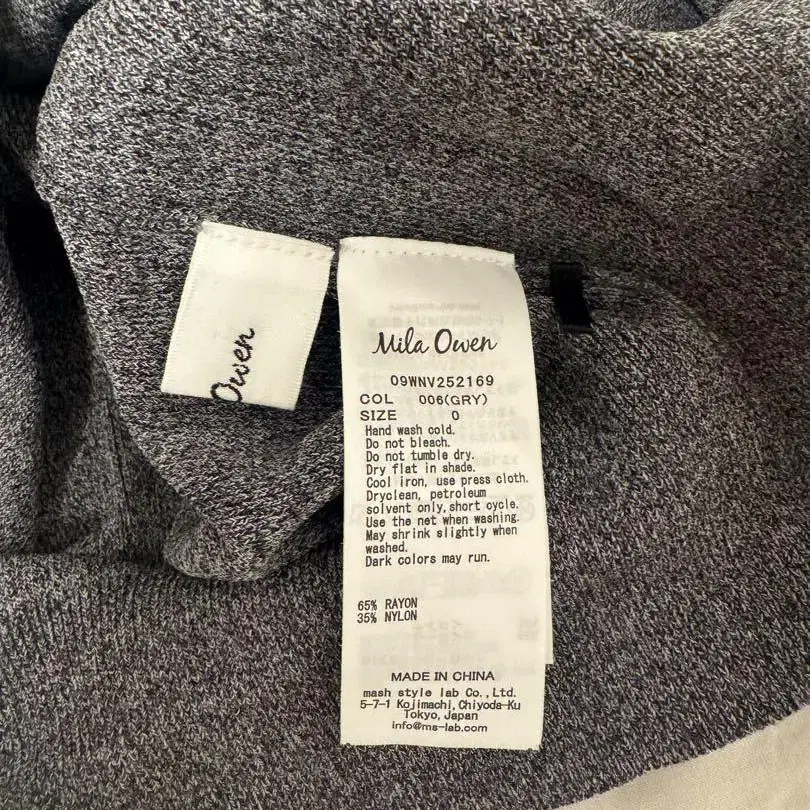 Owen
Mila Owen
09WNV252169
COL 006(GRY)
SIZE 0
Hand wash cold.
Do not bleach.
Do not tumble dry.
Dry flat in shade.
Cool iron, use press cloth.
Dryclean, petroleum
solvent only, short cycle.
Use the net when washing.
May shrink slightly when
washed.
Dark colors may run.
65% RAYON
35% NYLON
MADE IN CHINA
mash style lab Co.,Ltd.
5-7-1 Kojimachi,Chiyoda-Ku
Tokyo,Japan
info@ms-lab.com